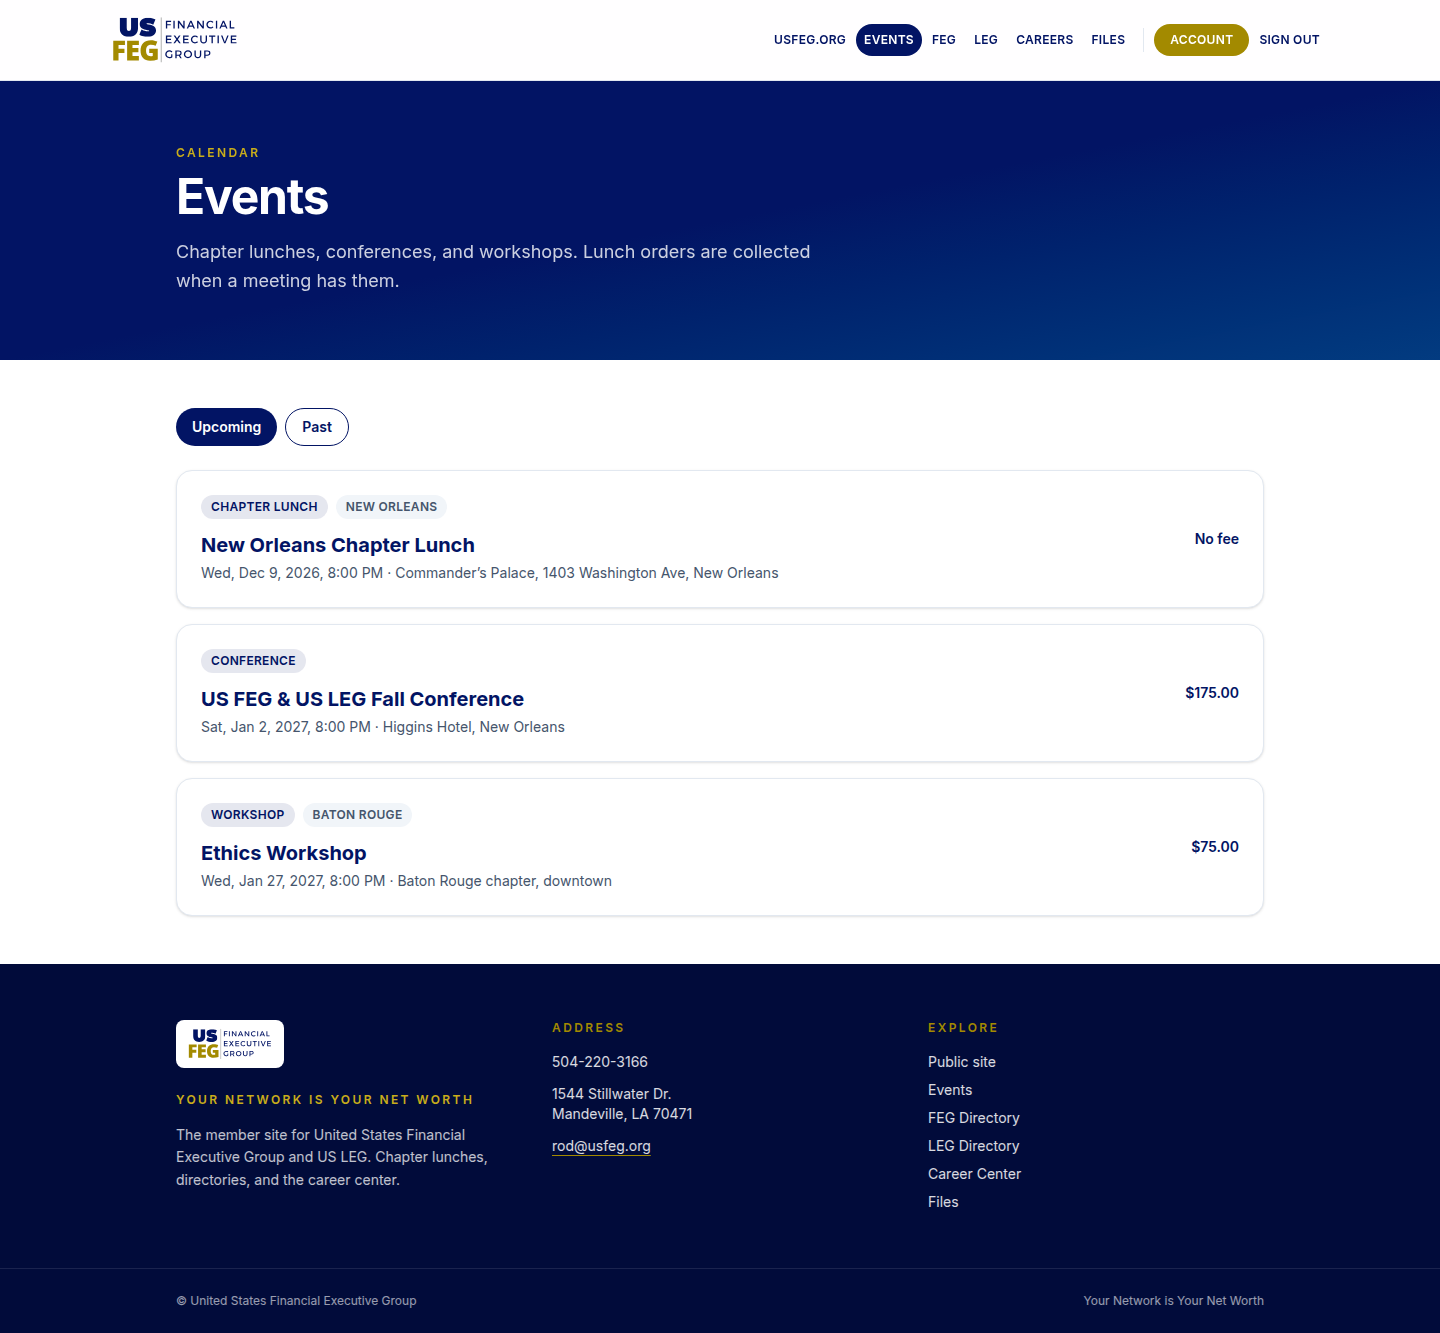 US
FEG
FINANCIAL
EXECUTIVE
GROUP
USFEG.ORG EVENTS FEG LEG CAREERS FILES ACCOUNT SIGN OUT
CALENDAR
Events
Chapter lunches, conferences, and workshops. Lunch orders are collected
when a meeting has them.
Upcoming Past
CHAPTER LUNCH NEW ORLEANS
New Orleans Chapter Lunch
No fee
Wed, Dec 9, 2026, 8:00 PM · Commander’s Palace, 1403 Washington Ave, New Orleans
CONFERENCE
US FEG & US LEG Fall Conference
$175.00
Sat, Jan 2, 2027, 8:00 PM · Higgins Hotel, New Orleans
WORKSHOP BATON ROUGE
Ethics Workshop
$75.00
Wed, Jan 27, 2027, 8:00 PM · Baton Rouge chapter, downtown
US
FEG
FINANCIAL
EXECUTIVE
GROUP
YOUR NETWORK IS YOUR NET WORTH
The member site for United States Financial
Executive Group and US LEG. Chapter lunches,
directories, and the career center.
ADDRESS
504-220-3166
1544 Stillwater Dr.
Mandeville, LA 70471
rod@usfeg.org
EXPLORE
Public site
Events
FEG Directory
LEG Directory
Career Center
Files
© United States Financial Executive Group
Your Network is Your Net Worth